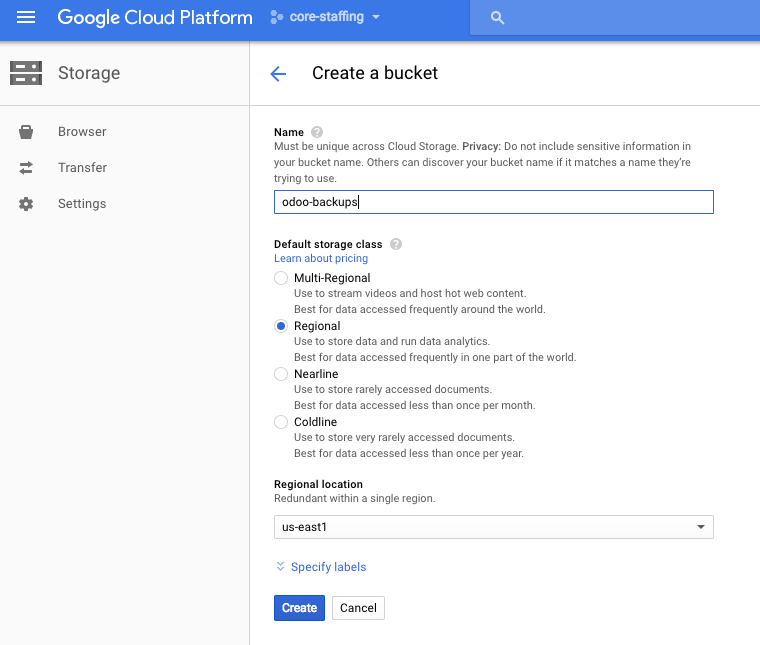 Google Cloud Platform
core-staffing
Storage
Create a bucket
Browser
Transfer
Settings
Name
Must be unique across Cloud Storage. Privacy: Do not include sensitive information in
your bucket name. Others can discover your bucket name if it matches a name they're
trying to use.
odoo-backups
Default storage class
Learn about pricing
Multi-Regional
Use to stream videos and host hot web content.
Best for data accessed frequently around the world.
Regional
Use to store data and run data analytics.
Best for data accessed frequently in one part of the world.
Nearline
Use to store rarely accessed documents.
Best for data accessed less than once per month.
Coldline
Use to store very rarely accessed documents.
Best for data accessed less than once per year.
Regional location
Redundant within a single region.
us-east1
Specify labels
Create
Cancel